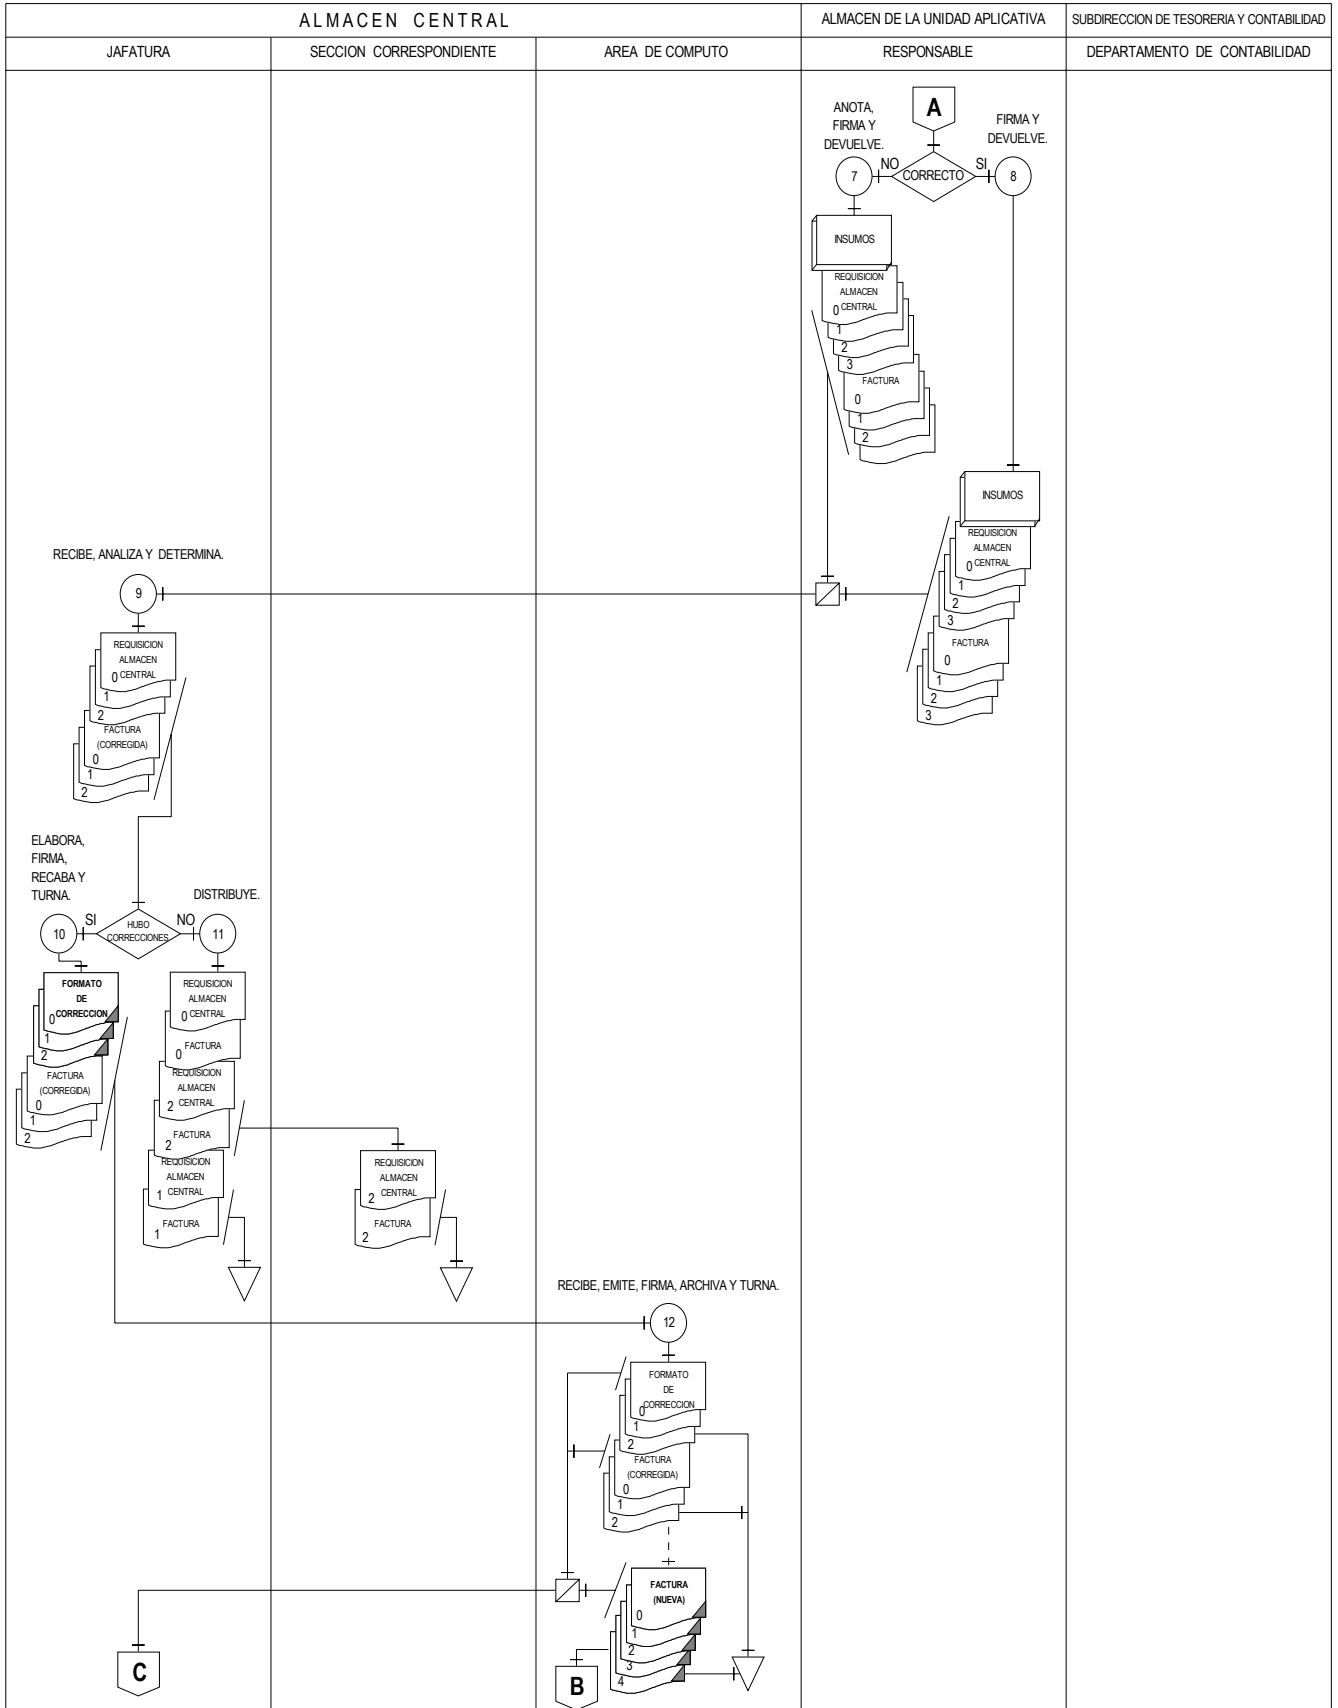 ALMACEN CENTRAL
ALMACEN DE LA UNIDAD APLICATIVA
SUBDIRECCION DE TESORERIA Y CONTABILIDAD
JAFATURA
SECCION CORRESPONDIENTE
AREA DE COMPUTO
RESPONSABLE
DEPARTAMENTO DE CONTABILIDAD
A
ANOTA,
FIRMA Y
DEVUELVE.
FIRMA Y
DEVUELVE.
7
NO
CORRECTO
SI
8
INSUMOS
REQUISICION
ALMACEN
0 CENTRAL
1
2
3
FACTURA
0
1
2
INSUMOS
REQUISICION
ALMACEN
0 CENTRAL
1
2
3
FACTURA
0
1
2
3
RECIBE, ANALIZA Y DETERMINA.
9
REQUISICION
ALMACEN
0 CENTRAL
1
2
FACTURA
(CORREGIDA)
0
1
2
ELABORA,
FIRMA,
RECABA Y
TURNA.
DISTRIBUYE.
10
SI
HUBO
CORRECCIONES
NO
11
FORMATO
DE
0 CORRECCION
1
2
FACTURA
(CORREGIDA)
0
1
2
REQUISICION
ALMACEN
0 CENTRAL
0 FACTURA
REQUISICION
ALMACEN
2 CENTRAL
2 FACTURA
REQUISICION
ALMACEN
1 CENTRAL
1 FACTURA
REQUISICION
ALMACEN
2 CENTRAL
2 FACTURA
RECIBE, EMITE, FIRMA, ARCHIVA Y TURNA.
12
FORMATO
DE
0 CORRECCION
1
2
FACTURA
(CORREGIDA)
0
1
2
FACTURA
(NUEVA)
0
1
2
3
4
C
B